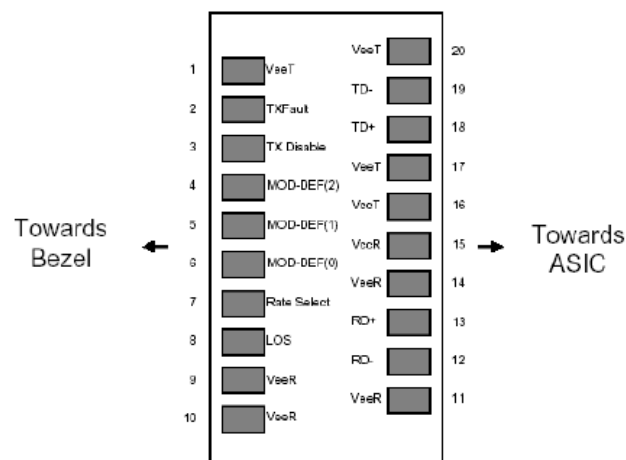 Towards
Bezel
1 VeeT
2 TXFault
3 TX Disable
4 MOD-DEF(2)
5 MOD-DEF(1)
6 MOD-DEF(0)
7 Rate Select
8 LOS
9 VeeR
10 VeeR
VeeT 20
TD- 19
TD+ 18
VeeT 17
VccT 16
VccR 15
VeeR 14
RD+ 13
RD- 12
VeeR 11
Towards
ASIC